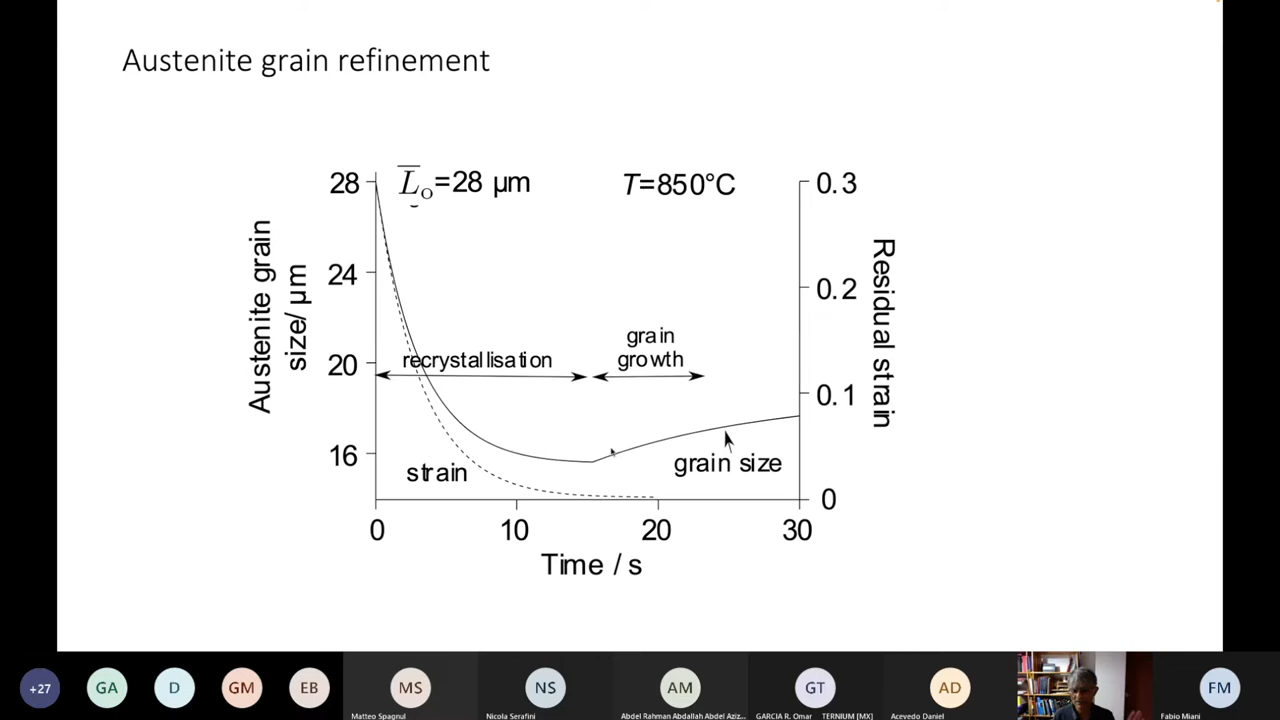 Austenite grain refinement
L̅o=28 µm
T=850°C
28
24
20
16
Austenite grain
size/ µm
0.3
0.2
0.1
0
Residual strain
recrystallisation
grain
growth
strain
grain size
0
10
20
30
Time / s
+27
GA
D
GM
EB
MS
NS
AM
GT
AD
FM
Matteo Spagnul
Nicola Serafini
Abdel Rahman Abdallah Abdel Aziz...
GARCIA R. Omar TERNIUM [MX]
Acevedo Daniel
Fabio Miani